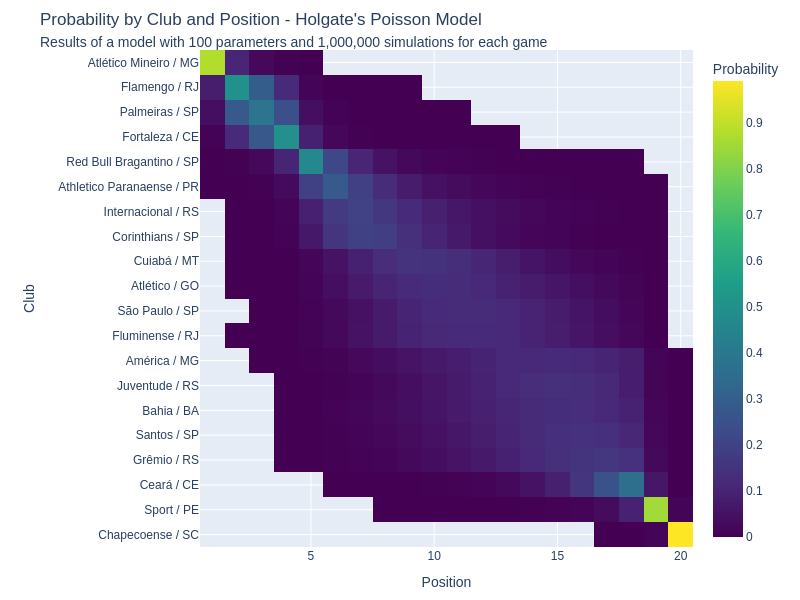 Probability by Club and Position - Holgate's Poisson Model
Results of a model with 100 parameters and 1,000,000 simulations for each game
Probability
Club
Atlético Mineiro / MG
Flamengo / RJ
Palmeiras / SP
Fortaleza / CE
Red Bull Bragantino / SP
Athletico Paranaense / PR
Internacional / RS
Corinthians / SP
Cuiabá / MT
Atlético / GO
São Paulo / SP
Fluminense / RJ
América / MG
Juventude / RS
Bahia / BA
Santos / SP
Grêmio / RS
Ceará / CE
Sport / PE
Chapecoense / SC
5 10 15 20
Position
0.9
0.8
0.7
0.6
0.5
0.4
0.3
0.2
0.1
0